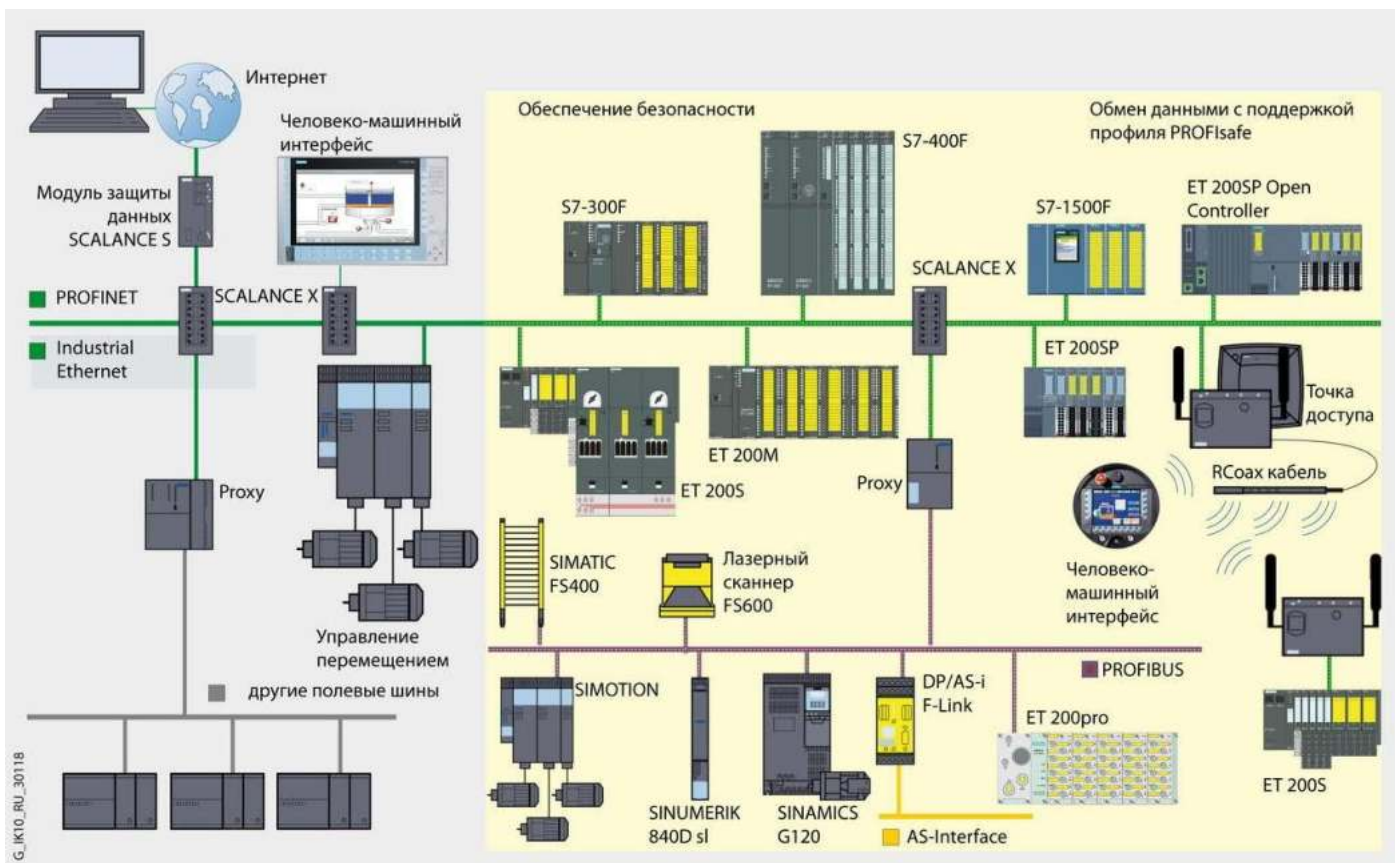 Интернет
Человеко-машинный
интерфейс
Модуль защиты
данных
SCALANCE S
PROFINET
SCALANCE X
Industrial
Ethernet
Proxy
Управление
перемещением
другие полевые шины
G_IK10_RU_30118
Обеспечение безопасности
Обмен данными с поддержкой
профиля PROFIsafe
S7-400F
S7-300F
S7-1500F
ET 200SP Open
Controller
SCALANCE X
ET 200SP
Точка
доступа
ET 200M
ET 200S
Proxy
RCoax кабель
SIMATIC
FS400
Лазерный
сканнер
FS600
Человеко-
машинный
интерфейс
PROFIBUS
SIMOTION
DP/AS-i
F-Link
ET 200pro
ET 200S
SINUMERIK
840D sl
SINAMICS
G120
AS-Interface